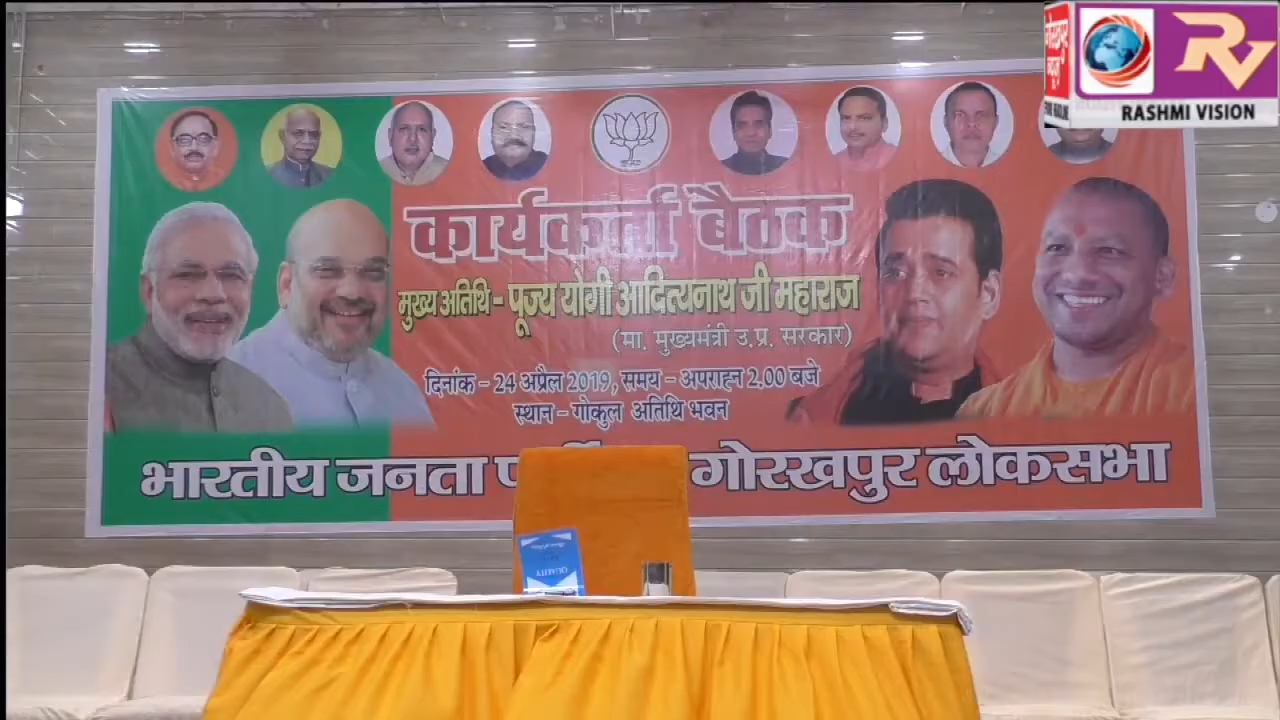 RASHMI VISION
कार्यकर्ता बैठक
मुख्य अतिथि - पूज्य योगी आदित्यनाथ जी महाराज
(मा. मुख्यमंत्री उ.प्र. सरकार)
दिनांक - 24 अप्रैल 2019, समय - अपराह्न 2.00 बजे
स्थान - गोकुल अतिथि भवन
भारतीय जनता गोरखपुर लोकसभा
QUALITY